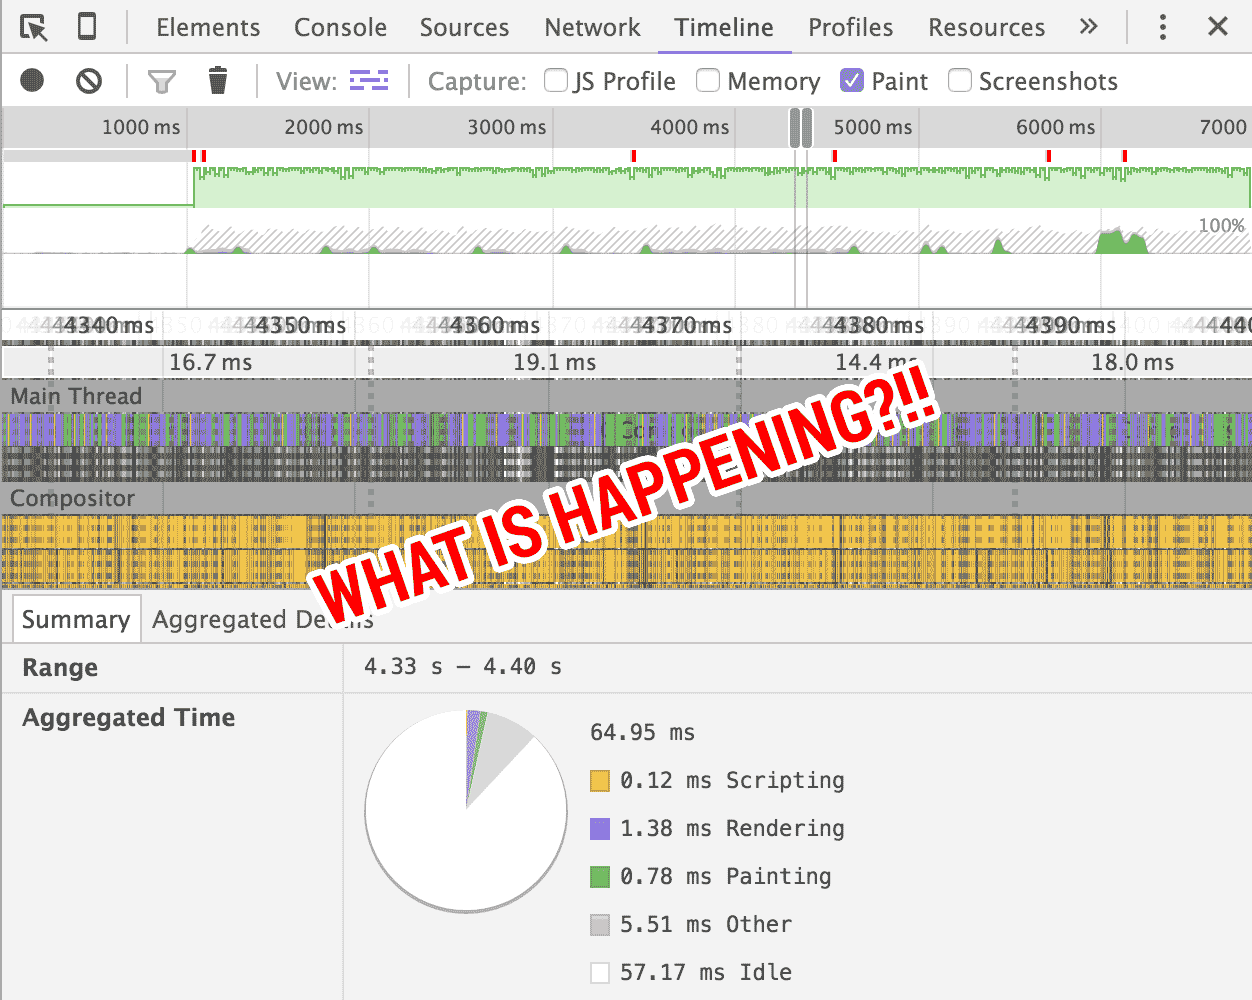 Elements Console Sources Network Timeline Profiles Resources »
View: Capture: JS Profile Memory Paint Screenshots
1000 ms 2000 ms 3000 ms 4000 ms 5000 ms 6000 ms 7000
100%
4340 ms 4350 ms 4360 ms 4370 ms 4380 ms 4390 ms
16.7 ms 19.1 ms 14.4 ms 18.0 ms
Main Thread
WHAT IS HAPPENING?!!
Compositor
Summary Aggregated Details
Range 4.33 s – 4.40 s
Aggregated Time
64.95 ms
0.12 ms Scripting
1.38 ms Rendering
0.78 ms Painting
5.51 ms Other
57.17 ms Idle